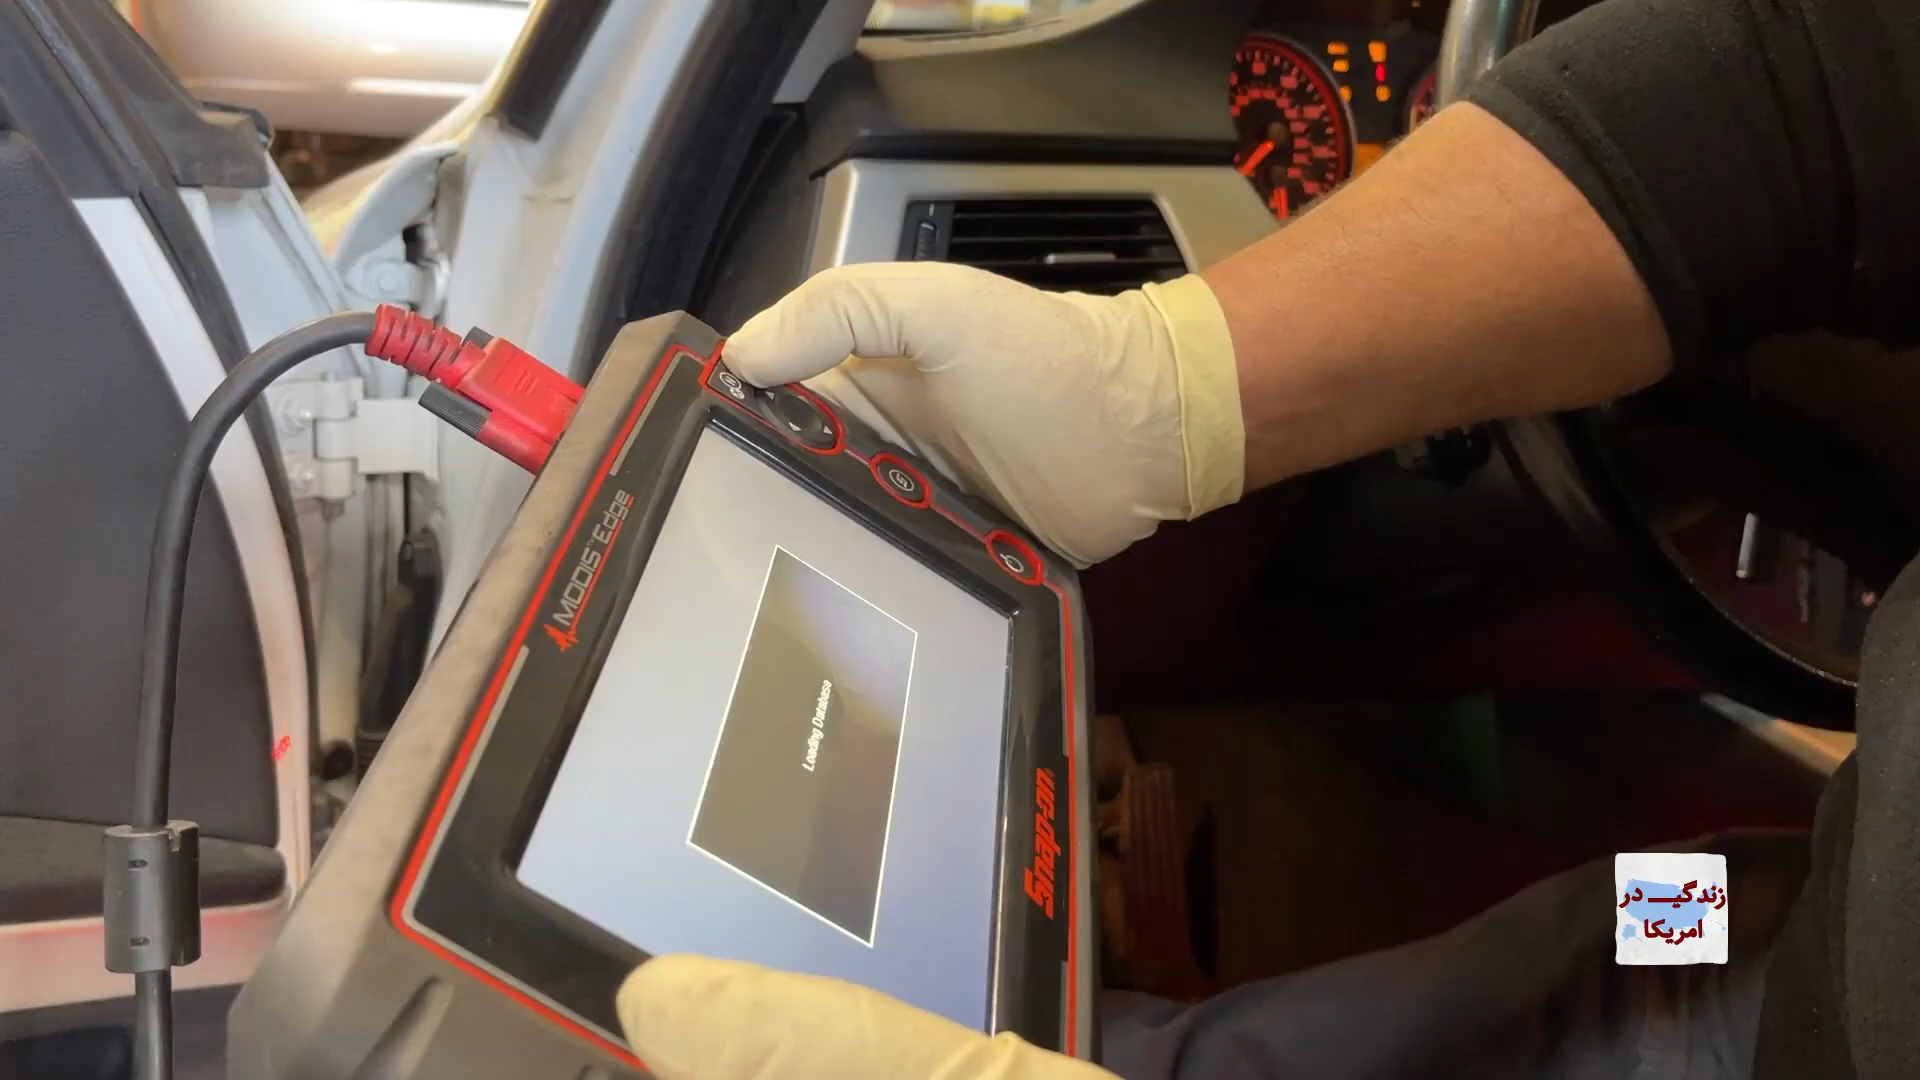 MODIS Edge
Loading Database
Snap-on
زندگی در
امریکا